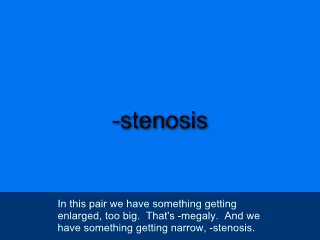 -stenosis
In this pair we have something getting
enlarged, too big.  That's -megaly.  And we
have something getting narrow, -stenosis.